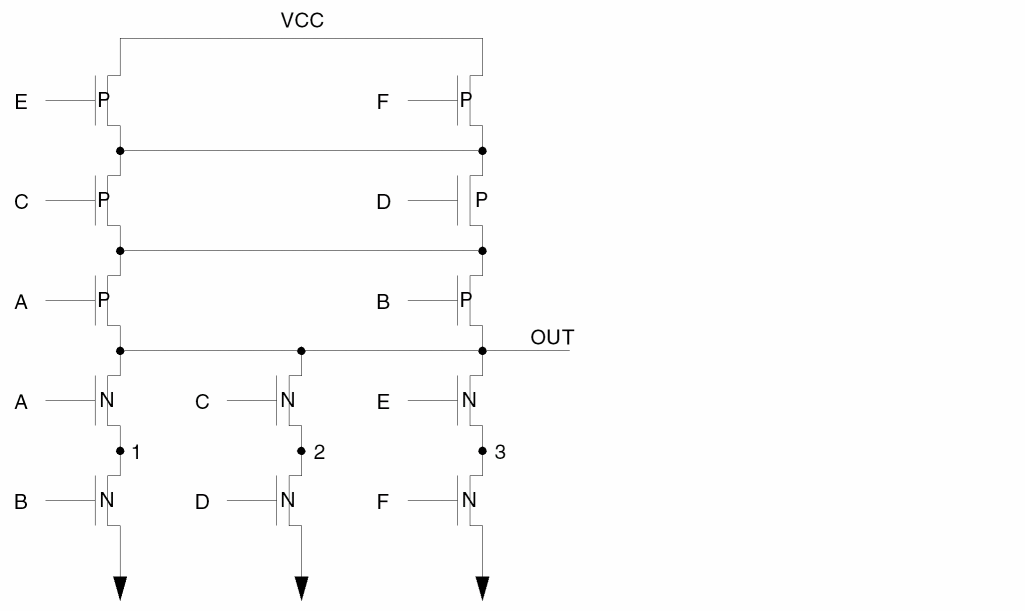 VCC
E P F P
C P D P
A P B P
OUT
A N C N E N
1 2 3
B N D N F N